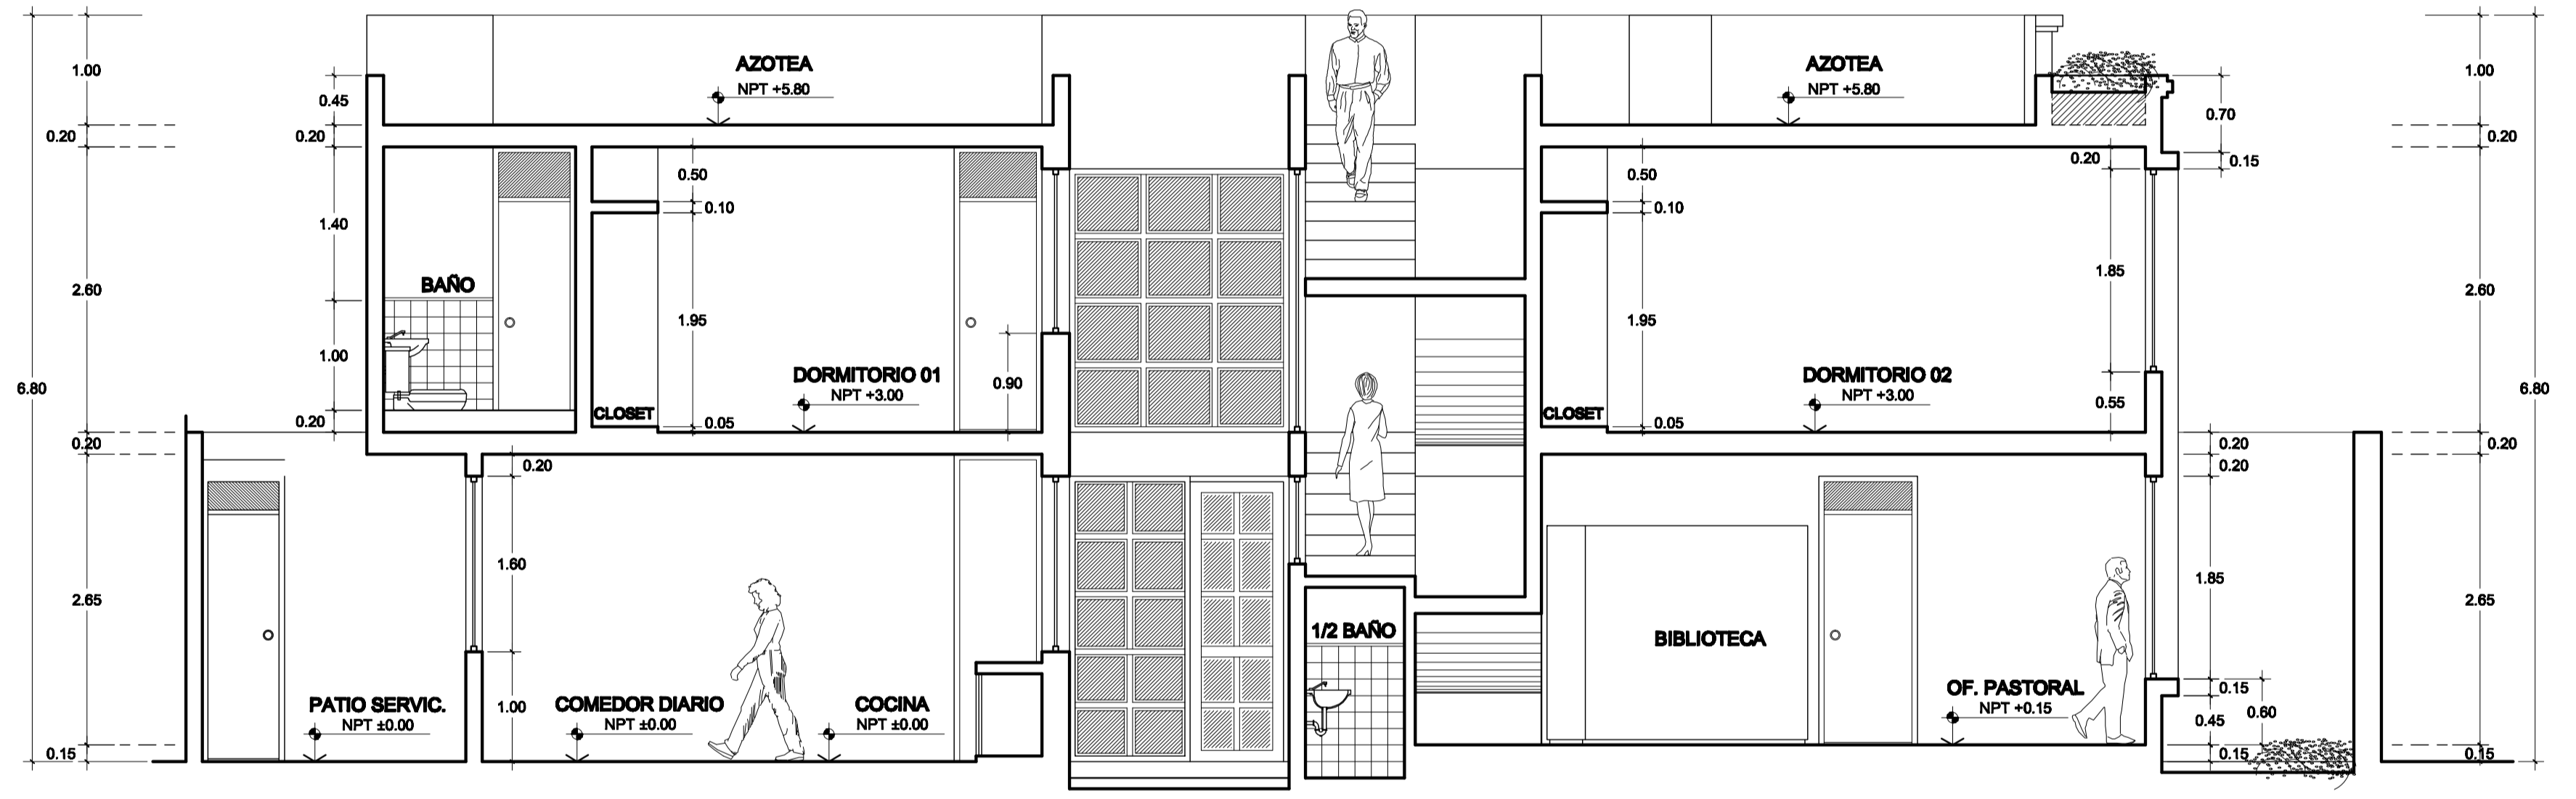 1.00
0.20
2.60
6.80
0.20
2.65
0.15
0.45
0.20
1.40
1.00
0.20
AZOTEA
NPT +5.80
BAÑO
0.50
0.10
1.95
0.05
CLOSET
DORMITORIO 01
NPT +3.00
0.90
0.20
1.60
1.00
PATIO SERVIC.
NPT ±0.00
COMEDOR DIARIO
NPT ±0.00
COCINA
NPT ±0.00
1/2 BAÑO
AZOTEA
NPT +5.80
0.50
0.10
1.95
0.05
CLOSET
DORMITORIO 02
NPT +3.00
0.20
1.85
0.55
BIBLIOTECA
OF. PASTORAL
NPT +0.15
0.70
0.15
0.20
0.20
1.85
0.15
0.45
0.60
0.15
1.00
0.20
2.60
6.80
0.20
2.65
0.15